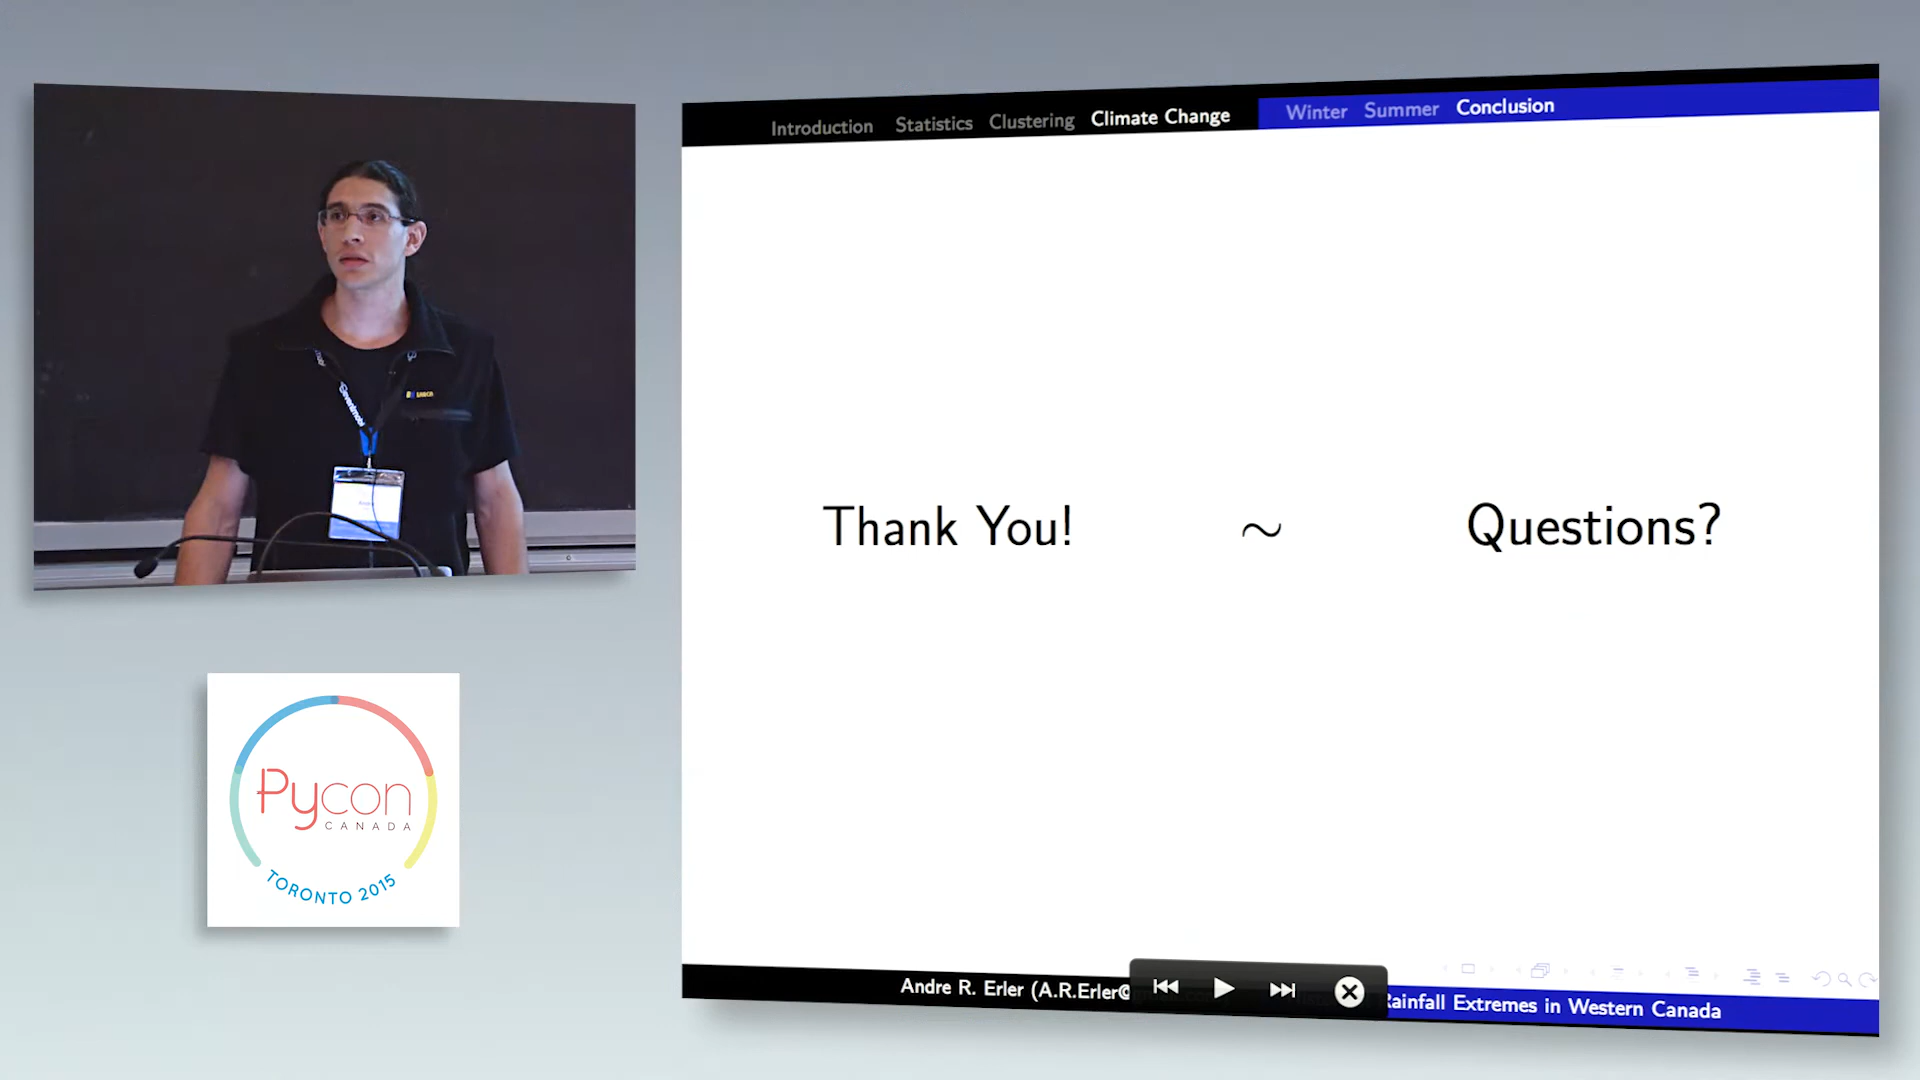 Introduction Statistics Clustering Climate Change Winter Summer Conclusion
Thank You! ~ Questions?
Pycon
CANADA
TORONTO 2015
Andre R. Erler (A.R.Erler@
Rainfall Extremes in Western Canada